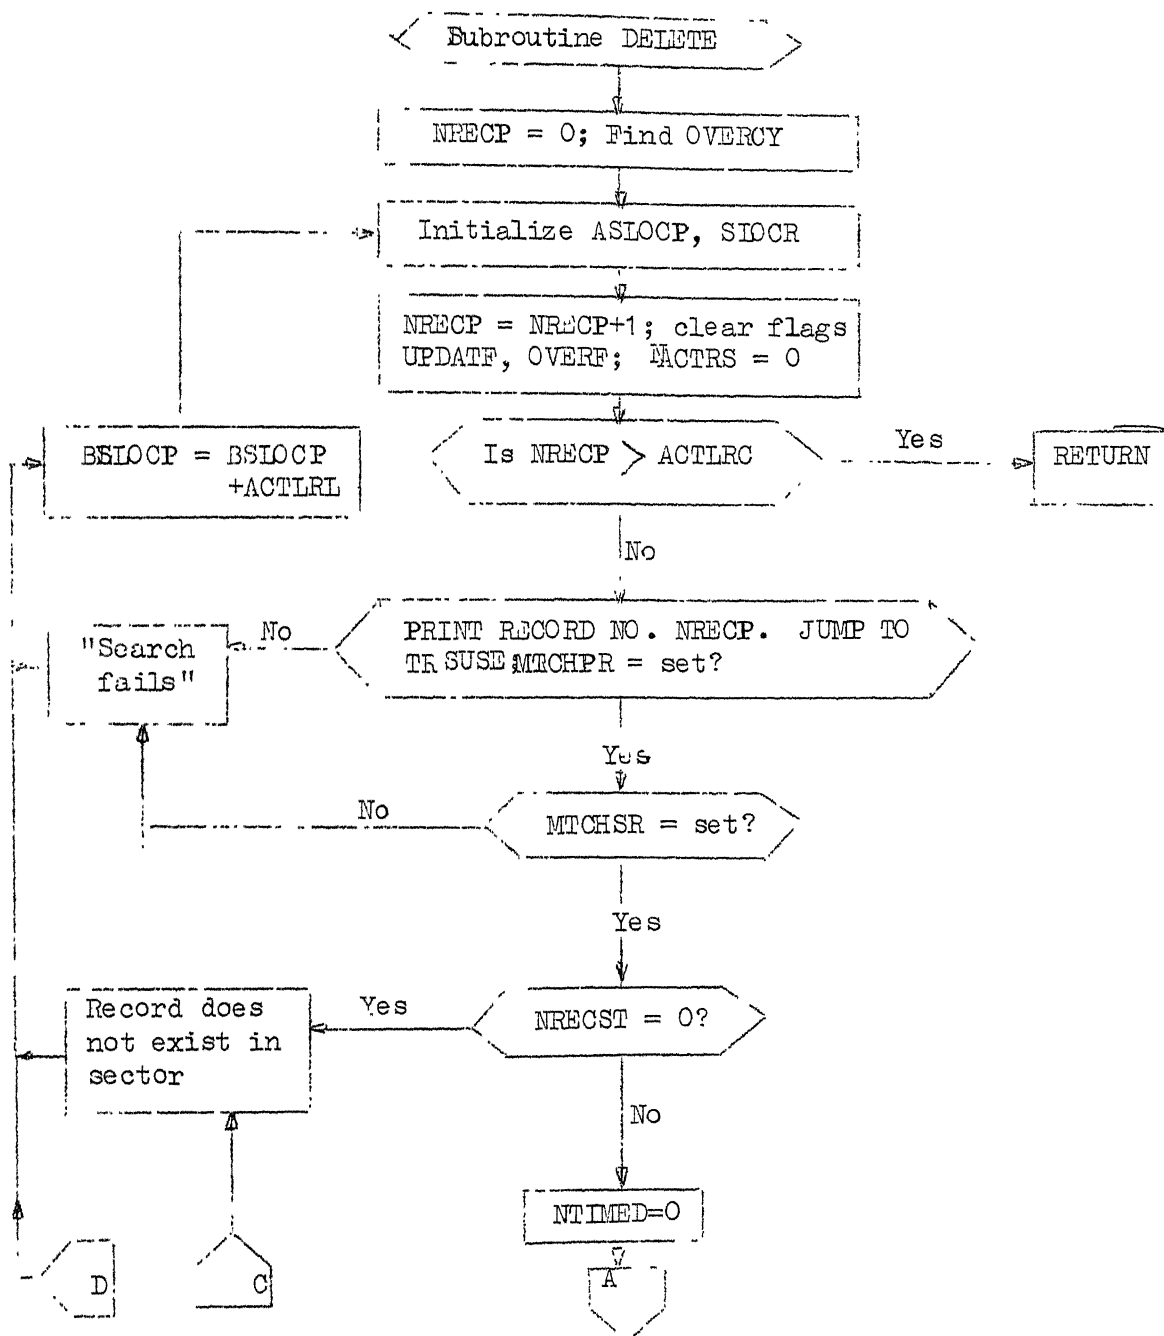 Subroutine DELETE
NRECP = 0; Find OVERCY
Initialize ASLOCP, SLOCR
NRECP = NRECP+1; clear flags
UPDATF, OVERF; NACTRS = 0
BSLOCP = BSLOCP
+ACTLRL
Is NRECP > ACTLRC
Yes
RETURN
No
"Search
fails"
No
PRINT RECORD NO. NRECP. JUMP TO
TRSUSE;MTCHPR = set?
Yes
No
MTCHSR = set?
Yes
Record does
not exist in
sector
Yes
NRECST = 0?
No
NTIMED=0
D
C
A